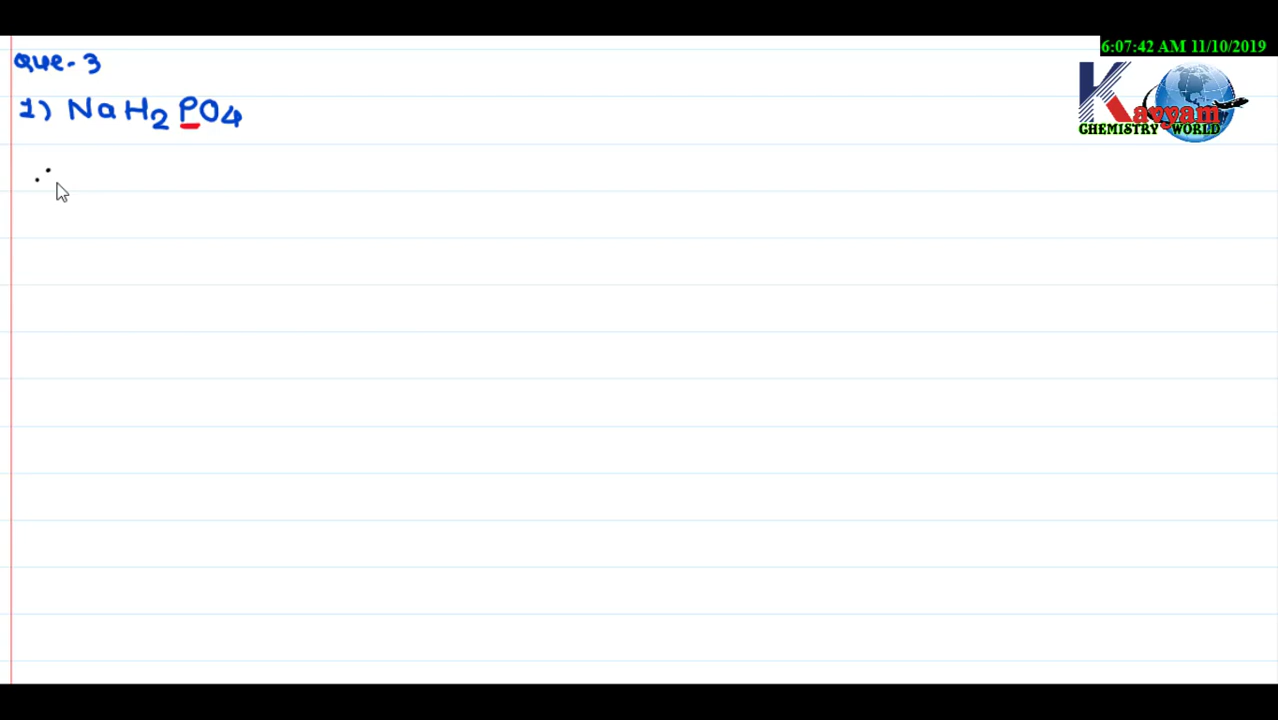 6:07:42 AM 11/10/2019
Que-3
Kavyam
CHEMISTRY WORLD
1) NaH2PO4
∴